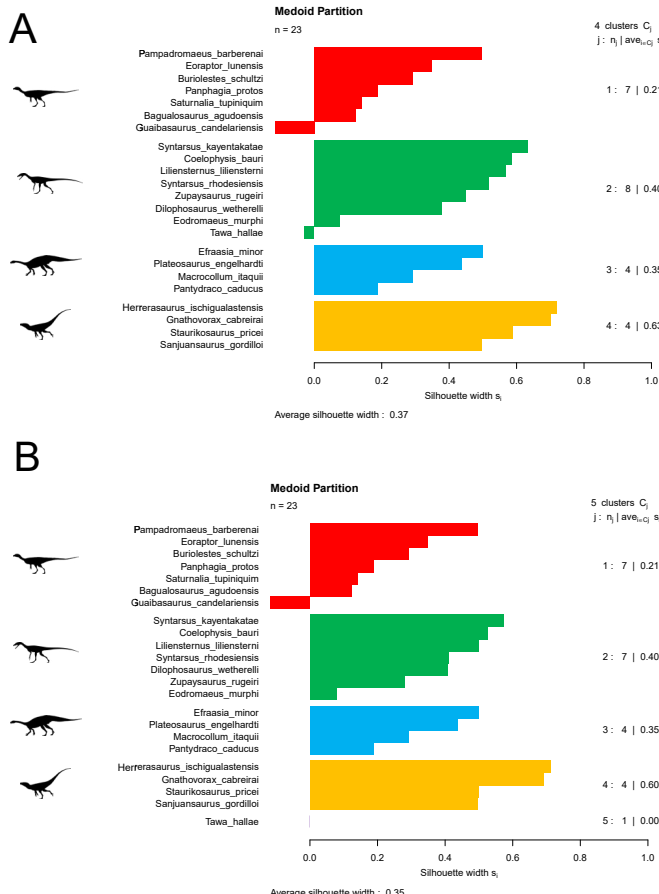 A
Medoid Partition
n = 23
4 clusters Cj
j : nj | avei∈Cj s
Pampadromaeus_barberenai
Eoraptor_lunensis
Buriolestes_schultzi
Panphagia_protos
Saturnalia_tupiniquim
Bagualosaurus_agudoensis
Guaibasaurus_candelariensis
1 : 7 | 0.21
Syntarsus_kayentakatae
Coelophysis_bauri
Liliensternus_liliensterni
Syntarsus_rhodesiensis
Zupaysaurus_rugeiri
Dilophosaurus_wetherelli
Eodromaeus_murphi
Tawa_hallae
2 : 8 | 0.40
Efraasia_minor
Plateosaurus_engelhardti
Macrocollum_itaquii
Pantydraco_caducus
3 : 4 | 0.35
Herrerasaurus_ischigualastensis
Gnathovorax_cabreirai
Staurikosaurus_pricei
Sanjuansaurus_gordilloi
4 : 4 | 0.63
0.0 0.2 0.4 0.6 0.8 1.0
Silhouette width si
Average silhouette width : 0.37
B
Medoid Partition
n = 23
5 clusters Cj
j : nj | avei∈Cj s
Pampadromaeus_barberenai
Eoraptor_lunensis
Buriolestes_schultzi
Panphagia_protos
Saturnalia_tupiniquim
Bagualosaurus_agudoensis
Guaibasaurus_candelariensis
1 : 7 | 0.21
Syntarsus_kayentakatae
Coelophysis_bauri
Liliensternus_liliensterni
Syntarsus_rhodesiensis
Dilophosaurus_wetherelli
Zupaysaurus_rugeiri
Eodromaeus_murphi
2 : 7 | 0.40
Efraasia_minor
Plateosaurus_engelhardti
Macrocollum_itaquii
Pantydraco_caducus
3 : 4 | 0.35
Herrerasaurus_ischigualastensis
Gnathovorax_cabreirai
Staurikosaurus_pricei
Sanjuansaurus_gordilloi
4 : 4 | 0.60
Tawa_hallae
5 : 1 | 0.00
0.0 0.2 0.4 0.6 0.8 1.0
Silhouette width si
Average silhouette width : 0.35